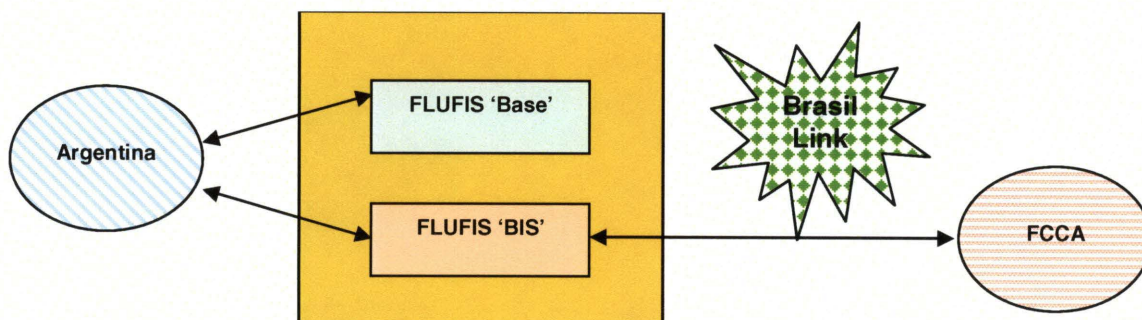 Argentina
FLUFIS ‘Base’
FLUFIS ‘BIS’
Brasil
Link
FCCA